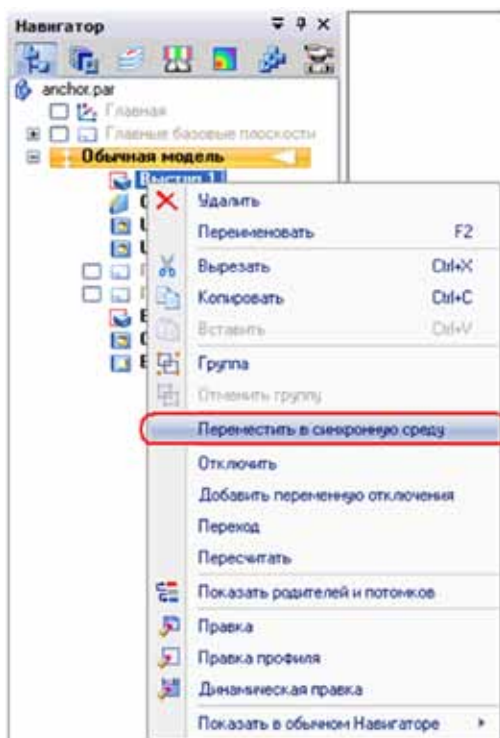 Навигатор
anchor.par
Главная
Главные базовые плоскости
Обычная модель
Выступ 1
Удалить
Переименовать F2
Вырезать Ctrl+X
Копировать Ctrl+C
Вставить Ctrl+V
Группа
Отменить группу
Переместить в синхронную среду
Отключить
Добавить переменную отключения
Переход
Пересчитать
Показать родителей и потомков
Правка
Правка профиля
Динамическая правка
Показать в обычном Навигаторе